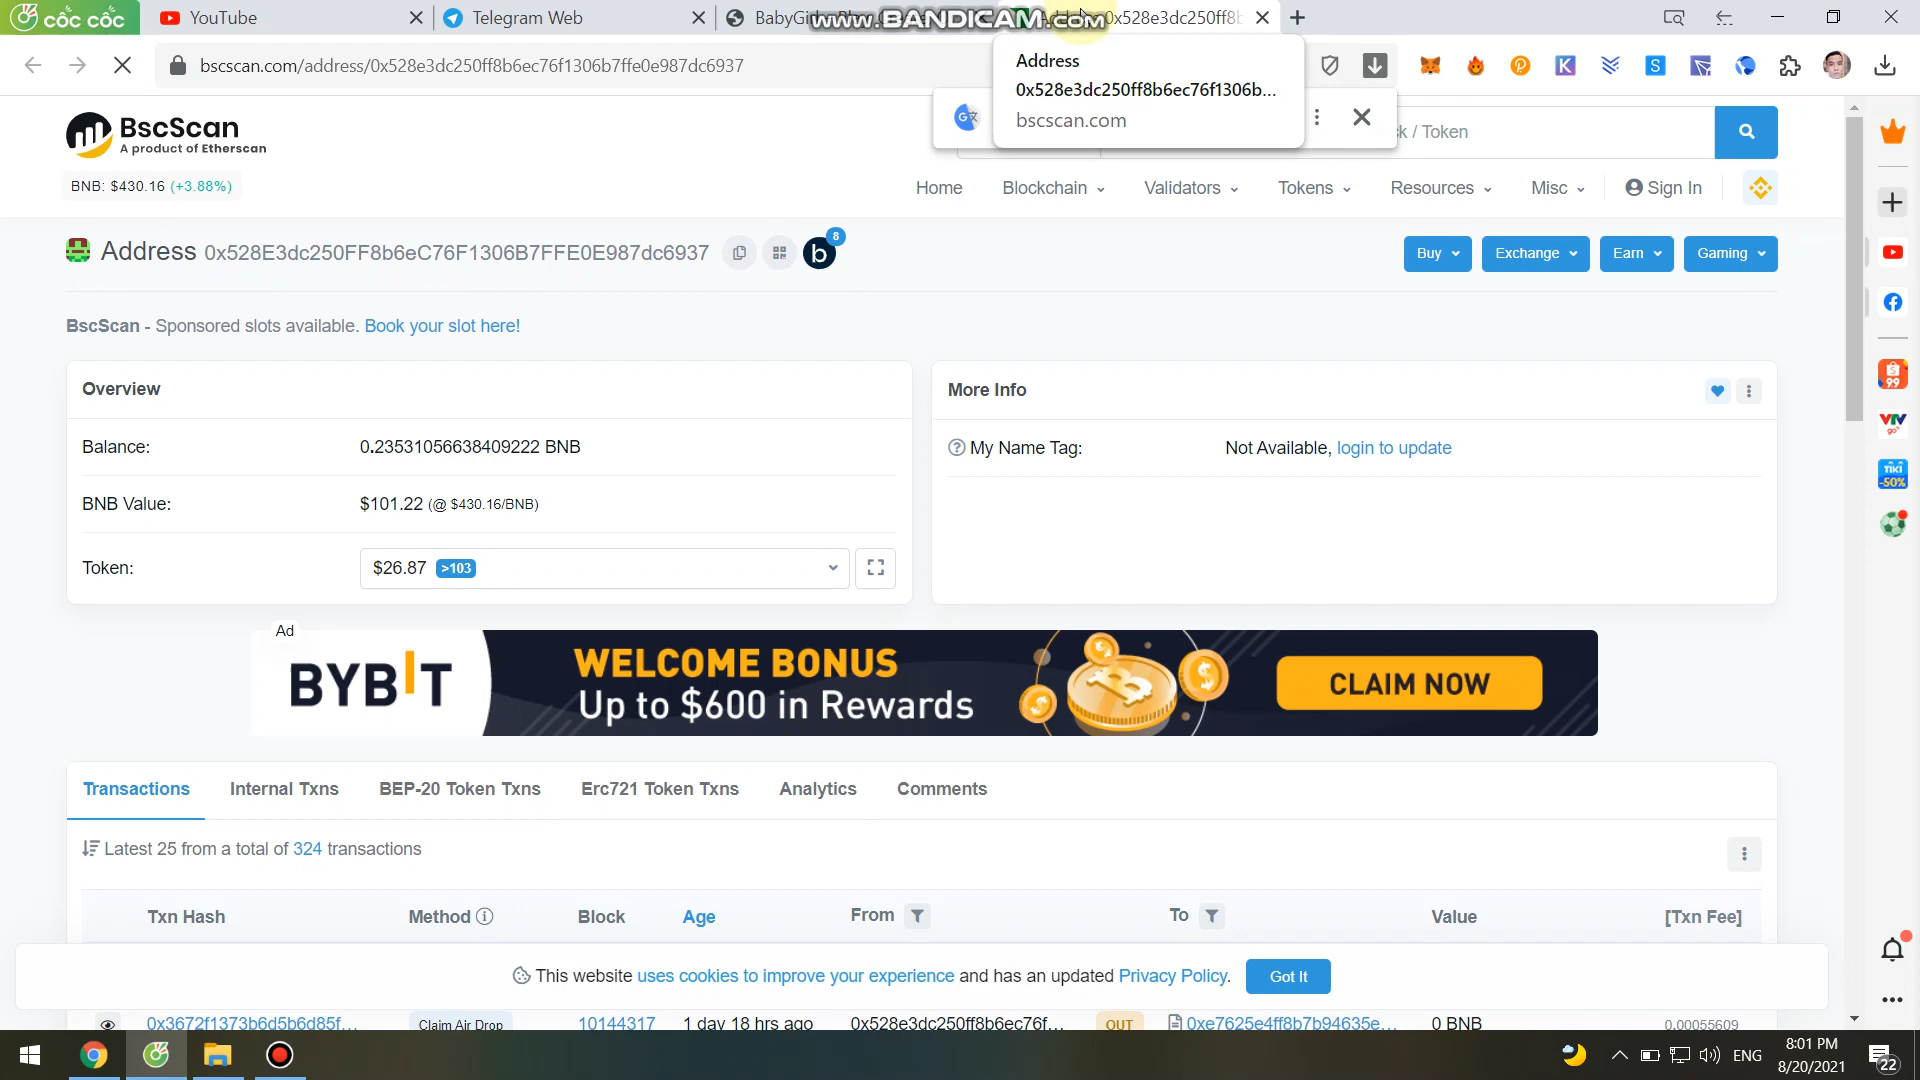 cốc cốc
YouTube
Telegram Web
www.BANDICAM.com
0x528e3dc250ff8b
bscscan.com/address/0x528e3dc250ff8b6ec76f1306b7ffe0e987dc6937
Address
0x528e3dc250ff8b6ec76f1306b...
bscscan.com
BscScan
A product of Etherscan
/ Token
BNB: $430.16 (+3.88%)
Home
Blockchain
Validators
Tokens
Resources
Misc
Sign In
Address 0x528E3dc250FF8b6eC76F1306B7FFE0E987dc6937
b
8
Buy
Exchange
Earn
Gaming
BscScan - Sponsored slots available. Book your slot here!
Overview
Balance:
0.23531056638409222 BNB
BNB Value:
$101.22 (@ $430.16/BNB)
Token:
$26.87 >103
More Info
My Name Tag:
Not Available, login to update
Ad
BYBIT
WELCOME BONUS
Up to $600 in Rewards
CLAIM NOW
Transactions
Internal Txns
BEP-20 Token Txns
Erc721 Token Txns
Analytics
Comments
Latest 25 from a total of 324 transactions
Txn Hash
Method
Block
Age
From
To
Value
[Txn Fee]
This website uses cookies to improve your experience and has an updated Privacy Policy.
Got It
0x3672f1373b6d5b6d85f...
Claim Air Drop
10144317
1 day 18 hrs ago
0x528e3dc250ff8b6ec76f...
OUT
0xe7625e4ff8b7b94635e...
0 BNB
0.00055609
99
VTV
go
TIKI
-50%
ENG
8:01 PM
8/20/2021
22